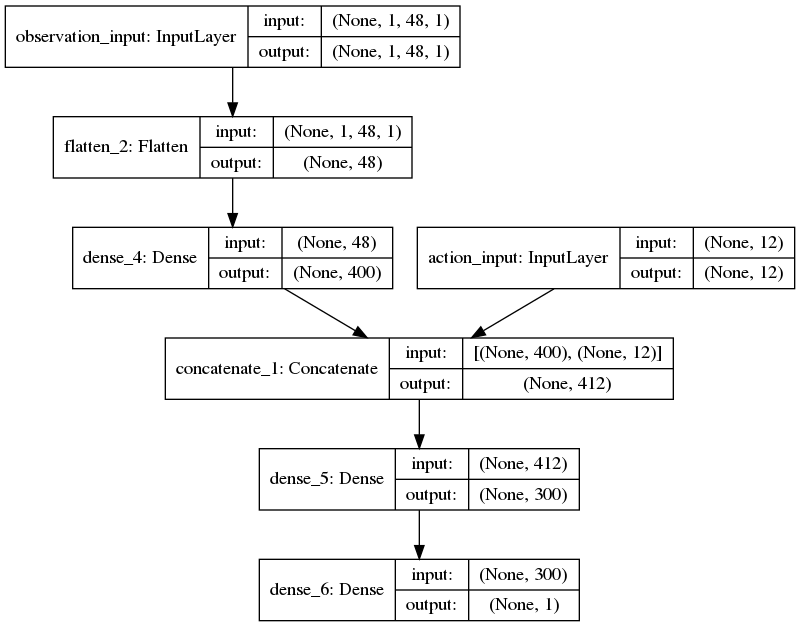 observation_input: InputLayer
input: (None, 1, 48, 1)
output: (None, 1, 48, 1)
flatten_2: Flatten
input: (None, 1, 48, 1)
output: (None, 48)
dense_4: Dense
input: (None, 48)
output: (None, 400)
action_input: InputLayer
input: (None, 12)
output: (None, 12)
concatenate_1: Concatenate
input: [(None, 400), (None, 12)]
output: (None, 412)
dense_5: Dense
input: (None, 412)
output: (None, 300)
dense_6: Dense
input: (None, 300)
output: (None, 1)